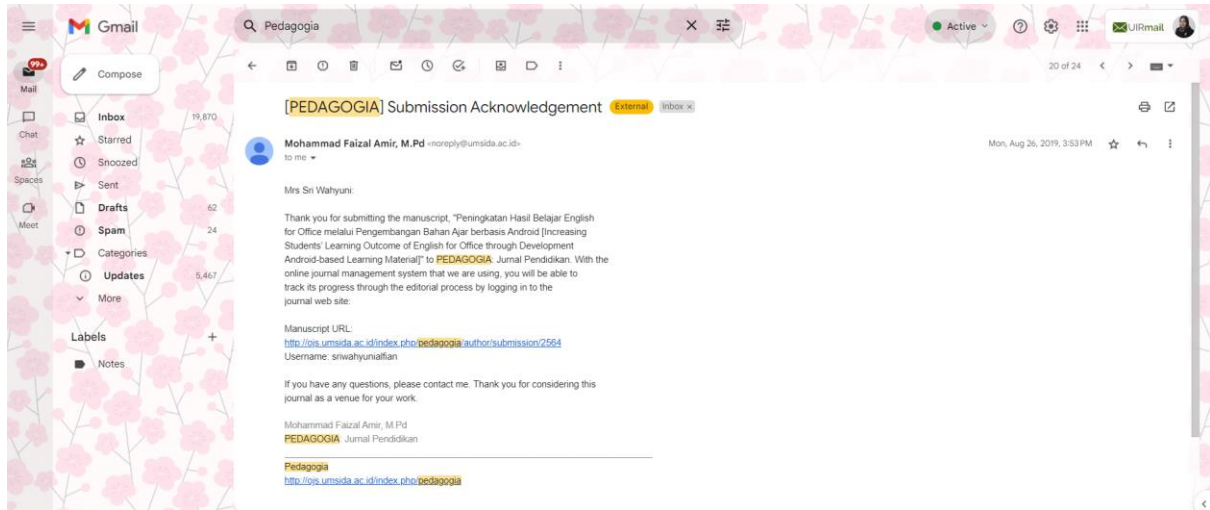 Gmail
Pedagogia
Active
UIRmail
99+
Mail
Chat
Spaces
Meet
Compose
Inbox 19,870
Starred
Snoozed
Sent
Drafts 62
Spam 24
Categories
Updates 5,467
More
Labels
Notes
20 of 24
[PEDAGOGIA] Submission Acknowledgement External Inbox x
Mohammad Faizal Amir, M.Pd <noreply@umsida.ac.id> Mon, Aug 26, 2019, 3:53 PM
to me
Mrs Sri Wahyuni:
Thank you for submitting the manuscript, "Peningkatan Hasil Belajar English
for Office melalui Pengembangan Bahan Ajar berbasis Android [Increasing
Students' Learning Outcome of English for Office through Development
Android-based Learning Material]" to PEDAGOGIA: Jurnal Pendidikan. With the
online journal management system that we are using, you will be able to
track its progress through the editorial process by logging in to the
journal web site:
Manuscript URL:
http://ojs.umsida.ac.id/index.php/pedagogia/author/submission/2564
Username: sriwahyunialfian
If you have any questions, please contact me. Thank you for considering this
journal as a venue for your work.
Mohammad Faizal Amir, M.Pd
PEDAGOGIA: Jurnal Pendidikan
Pedagogia
http://ojs.umsida.ac.id/index.php/pedagogia